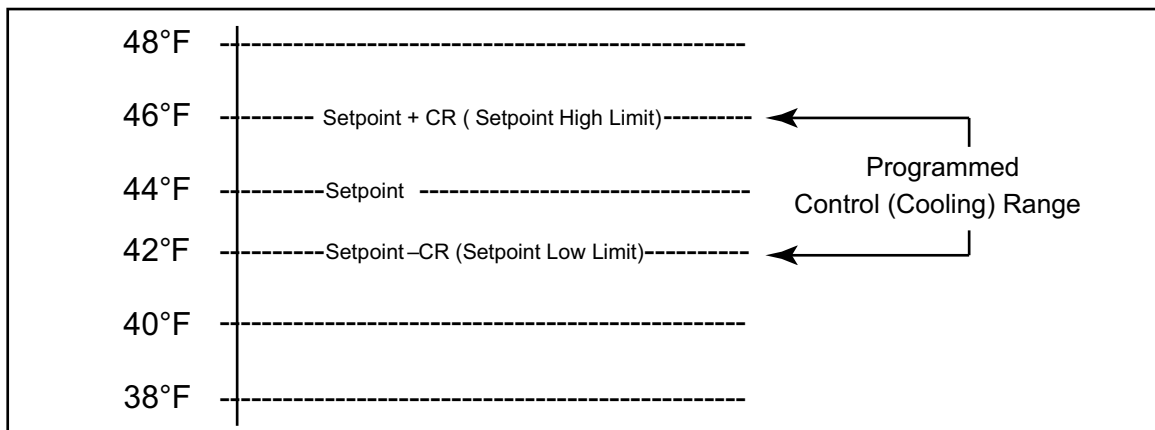 48°F
46°F Setpoint + CR ( Setpoint High Limit)
44°F Setpoint
Programmed
Control (Cooling) Range
42°F Setpoint –CR (Setpoint Low Limit)
40°F
38°F